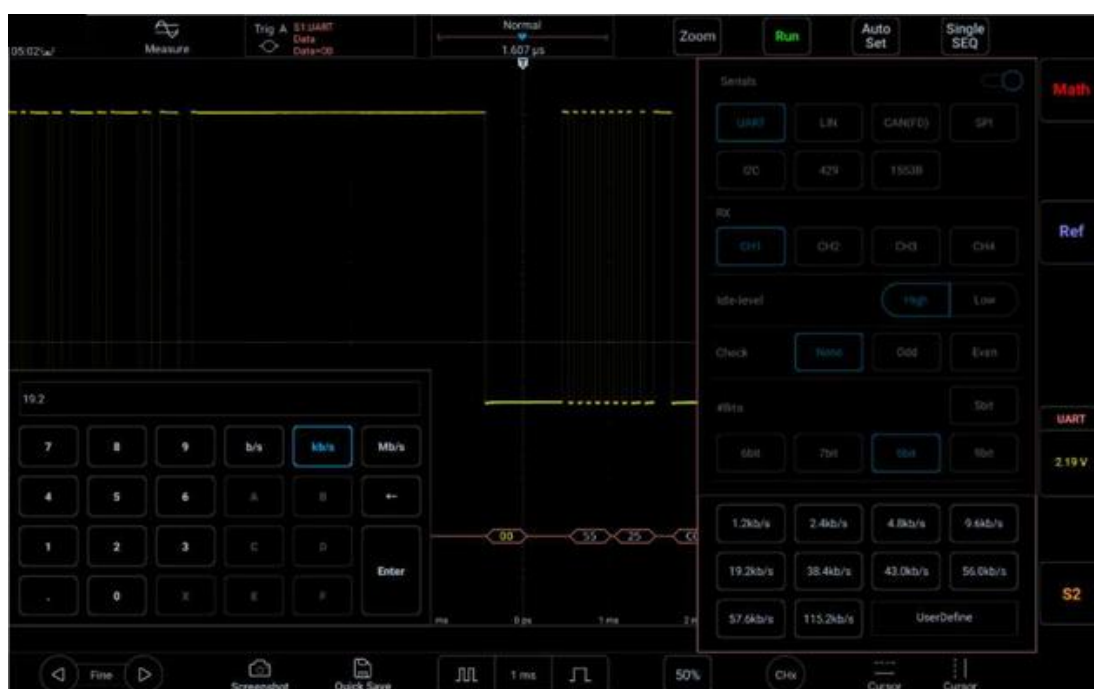 Normal
Trig A S1:UART
Data
Data=00
1.607 µs
Zoom
Run
Auto
Set
Single
SEQ
05:02
Measure
Serials
Math
UART LIN CAN(FD) SPI
I2C 429 1553B
RX
CH1 CH2 CH3 CH4
Ref
Idle-level High Low
Check None Odd Even
19.2
#Bits 5bit
UART
7 8 9 b/s kb/s Mb/s
6bit 7bit 8bit 9bit
2.19 V
4 5 6 A B ←
1.2kb/s 2.4kb/s 4.8kb/s 9.6kb/s
00 55 25
1 2 3 C D
Enter
19.2kb/s 38.4kb/s 43.0kb/s 56.0kb/s
S2
. 0 X E F
ms 0 ps 1 ms
57.6kb/s 115.2kb/s UserDefine
Fine
Screenshot
Quick Save
1 ms
50%
CHx
Cursor
Cursor